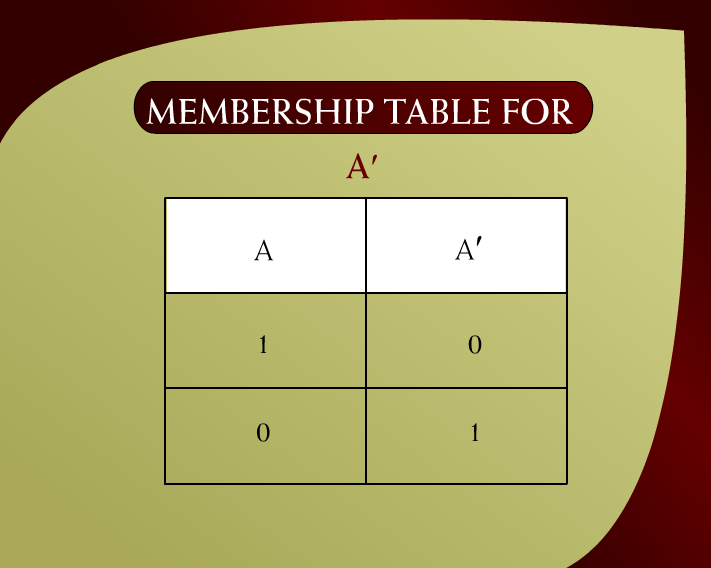 MEMBERSHIP TABLE FOR
A′
A A′
1 0
0 1